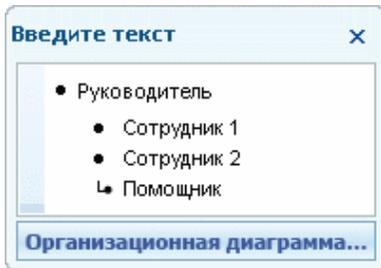 Введите текст
Руководитель
Сотрудник 1
Сотрудник 2
Помощник
Организационная диаграмма...